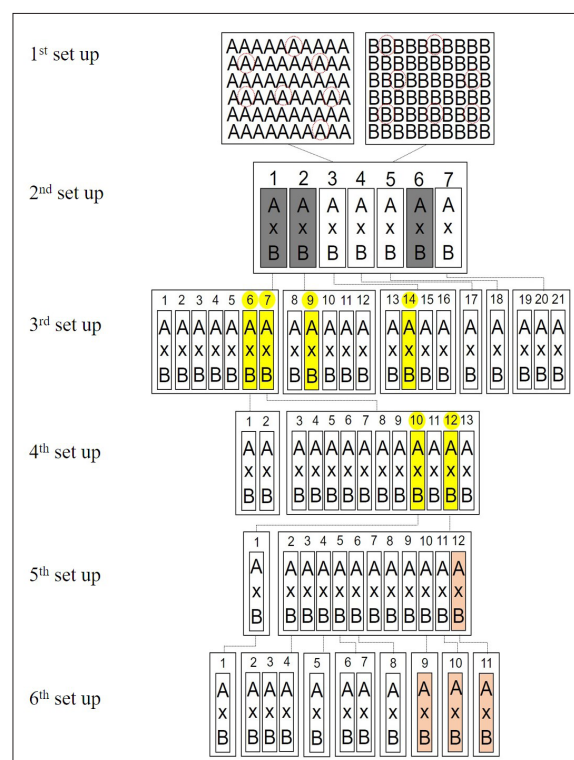 1st set up
AAAAAAAAAA BBBBBBBBBB
AAAAAAAAAA BBBBBBBBBB
AAAAAAAAAA BBBBBBBBBB
AAAAAAAAAA BBBBBBBBBB
AAAAAAAAAA BBBBBBBBBB
AAAAAAAAAA BBBBBBBBBB
2nd set up
1 2 3 4 5 6 7
A A A A A A A
x x x x x x x
B B B B B B B
3rd set up
1 2 3 4 5 6 7 8 9 10 11 12 13 14 15 16 17 18 19 20 21
A A A A A A A A A A A A A A A A A A A A A
x x x x x x x x x x x x x x x x x x x x x
B B B B B B B B B B B B B B B B B B B B B
4th set up
1 2 3 4 5 6 7 8 9 10 11 12 13
A A A A A A A A A A A A A
x x x x x x x x x x x x x
B B B B B B B B B B B B B
5th set up
1 2 3 4 5 6 7 8 9 10 11 12
A A A A A A A A A A A A
x x x x x x x x x x x x
B B B B B B B B B B B B
6th set up
1 2 3 4 5 6 7 8 9 10 11
A A A A A A A A A A A
x x x x x x x x x x x
B B B B B B B B B B B